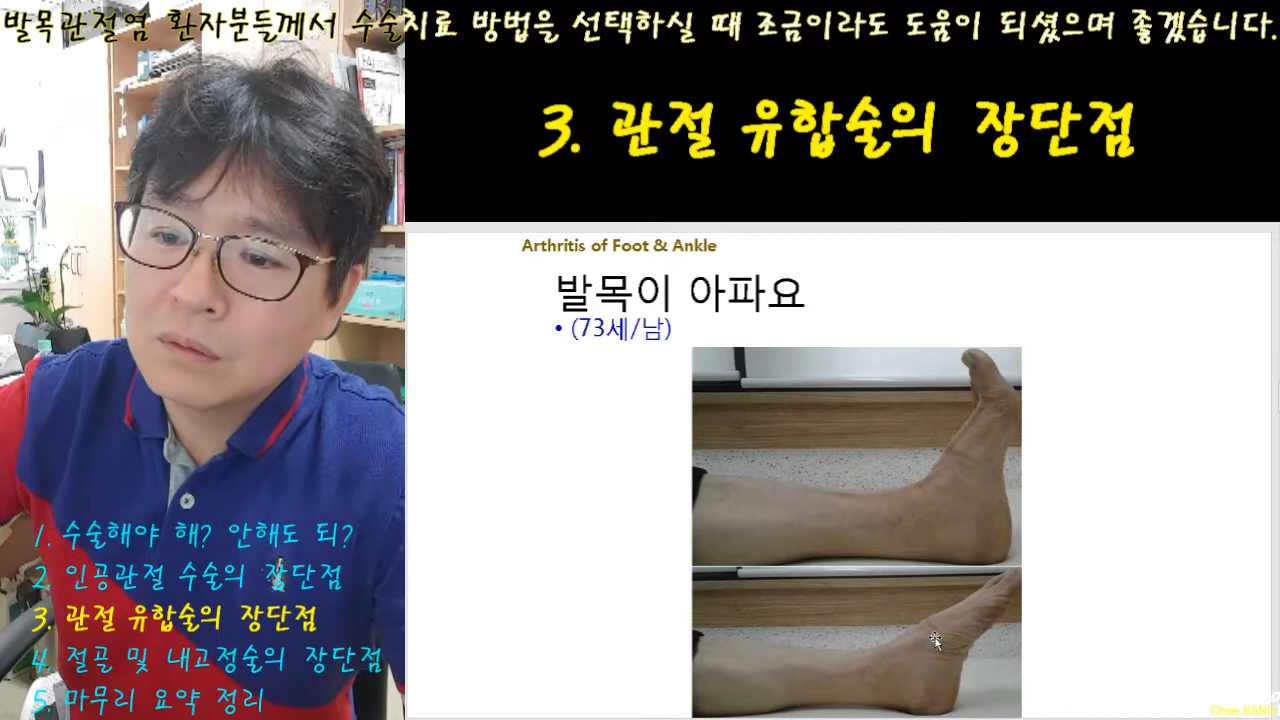 발목관절염 환자분들께서 수술치료 방법을 선택하실 때 조금이라도 도움이 되셨으며 좋겠습니다.
3. 관절 유합술의 장단점
Arthritis of Foot & Ankle
발목이 아파요
• (73세/남)
1. 수술해야 해? 안해도 되?
2. 인공관절 수술의 장단점
3. 관절 유합술의 장단점
4. 절골 및 내고정술의 장단점
5. 마무리 요약 정리